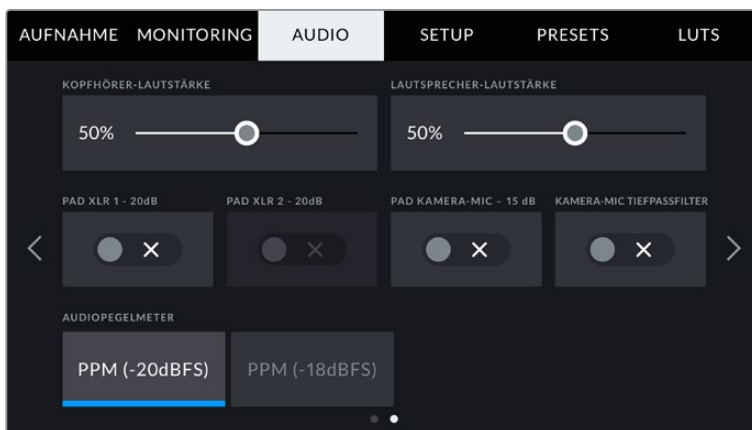 AUFNAHME MONITORING AUDIO SETUP PRESETS LUTS
KOPFHÖRER-LAUTSTÄRKE LAUTSPRECHER-LAUTSTÄRKE
50% 50%
PAD XLR 1 - 20dB PAD XLR 2 - 20dB PAD KAMERA-MIC – 15 dB KAMERA-MIC TIEFPASSFILTER
AUDIOPEGELMETER
PPM (-20dBFS) PPM (-18dBFS)